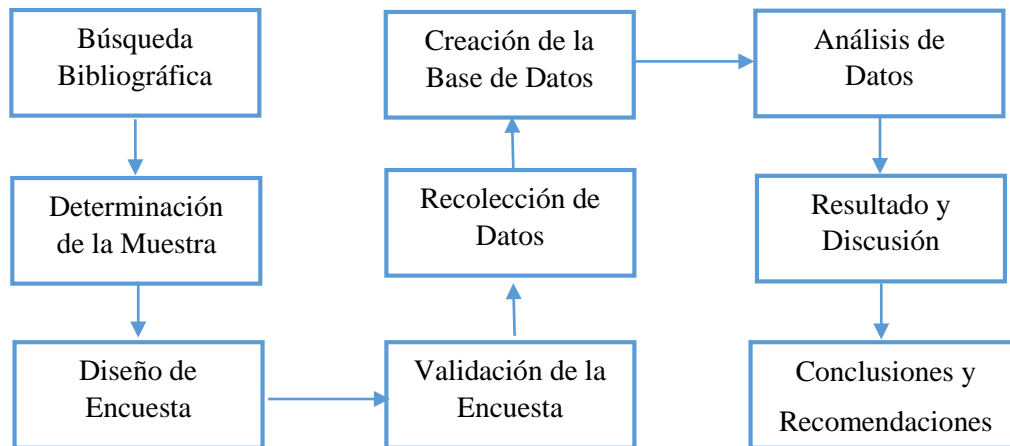 Búsqueda
Bibliográfica
Determinación
de la Muestra
Diseño de
Encuesta
Validación de la
Encuesta
Recolección de
Datos
Creación de la
Base de Datos
Análisis de
Datos
Resultado y
Discusión
Conclusiones y
Recomendaciones